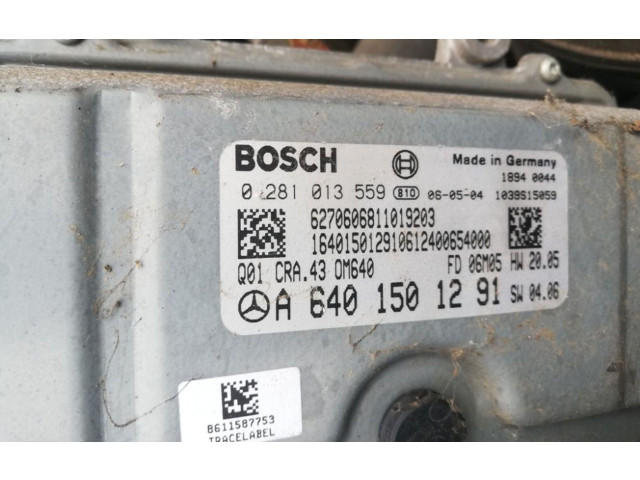 BOSCH Made in Germany
1894 0044
0 281 013 559 810 06-05-04 1039S15059
6270606811019203
164015012910612400654000
Q01 CRA.43 OM640 FD 06M05 HW 20.05
A 640 150 12 91 SW 04.06
8611587753
TRACELABEL